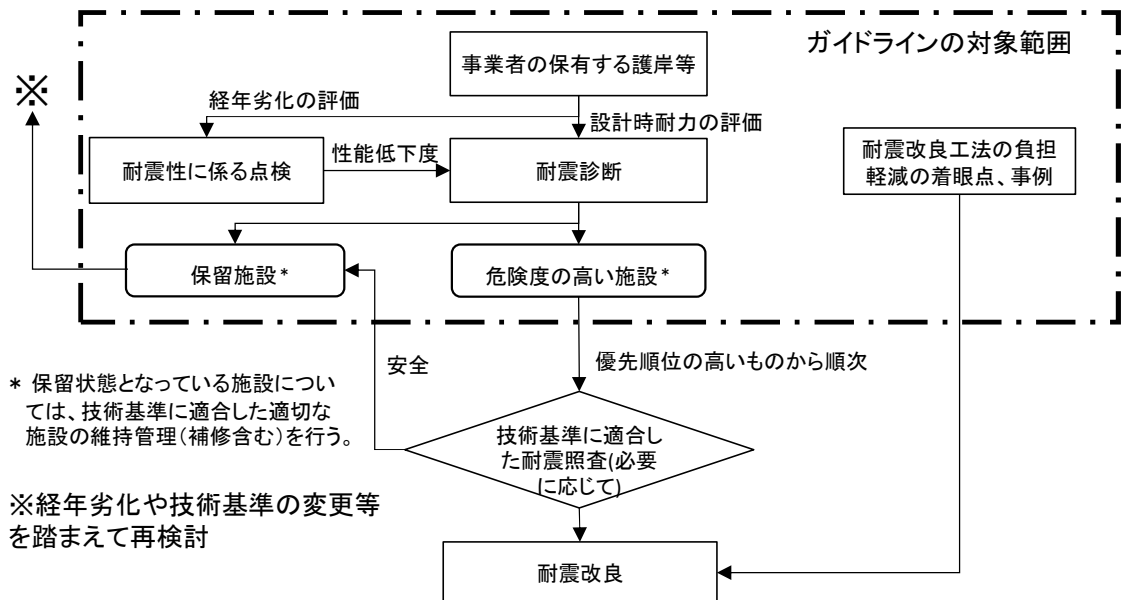 ガイドラインの対象範囲
事業者の保有する護岸等
※
経年劣化の評価
設計時耐力の評価
耐震性に係る点検
性能低下度
耐震診断
耐震改良工法の負担
軽減の着眼点、事例
保留施設*
危険度の高い施設*
安全
優先順位の高いものから順次
* 保留状態となっている施設につい
ては、技術基準に適合した適切な
施設の維持管理(補修含む)を行う。
技術基準に適合し
た耐震照査(必要
に応じて)
※経年劣化や技術基準の変更等
を踏まえて再検討
耐震改良